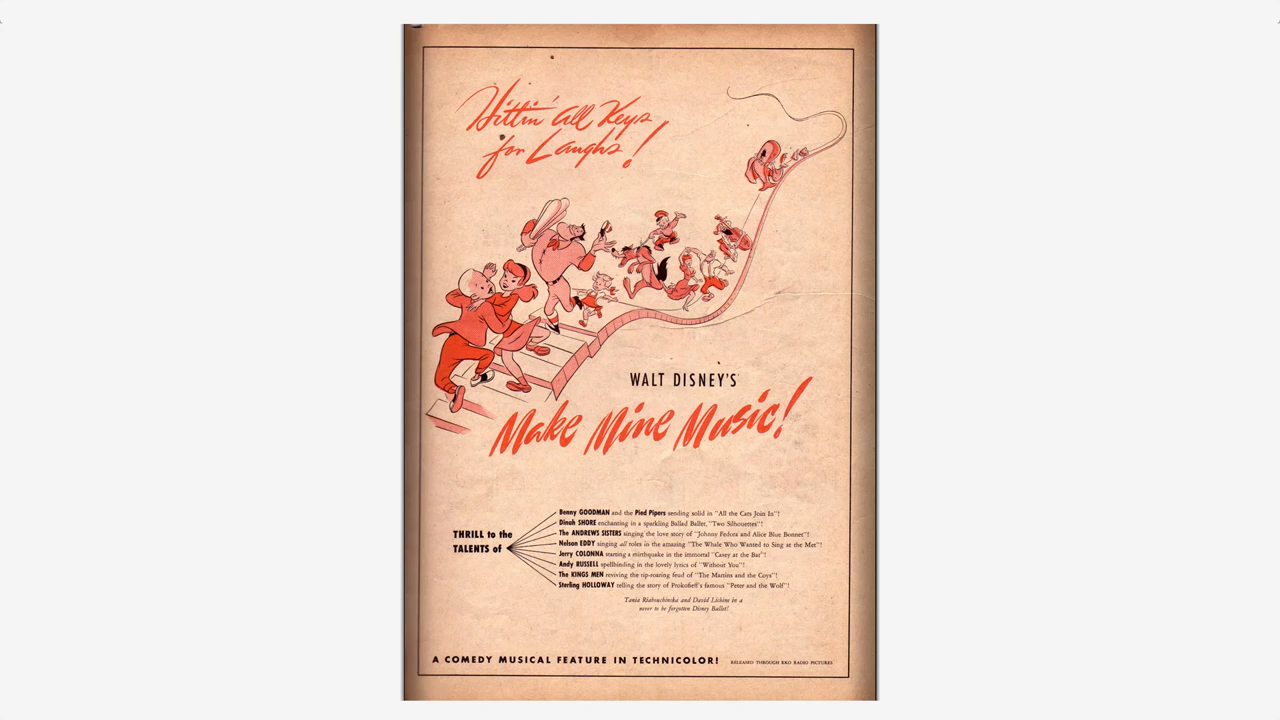 Hittin' all Keys
for Laughs!
WALT DISNEY'S
Make Mine Music!
THRILL to the
TALENTS of
Benny GOODMAN and the Pied Pipers sending solid in "All the Cats Join In"!
Dinah SHORE enchanting in a sparkling Ballad Ballet, "Two Silhouettes"!
The ANDREWS SISTERS singing the love story of "Johnny Fedora and Alice Blue Bonnet"!
Nelson EDDY singing all roles in the amazing "The Whale Who Wanted to Sing at the Met"!
Jerry COLONNA starting a mirthquake in the immortal "Casey at the Bat"!
Andy RUSSELL spellbinding in the lovely lyrics of "Without You"!
The KINGS MEN reviving the rip-roaring feud of "The Martins and the Coys"!
Sterling HOLLOWAY telling the story of Prokofieff's famous "Peter and the Wolf"!
Tania Riabouchinska and David Lichine in a
never to be forgotten Disney Ballet!
A COMEDY MUSICAL FEATURE IN TECHNICOLOR!
RELEASED THROUGH RKO RADIO PICTURES